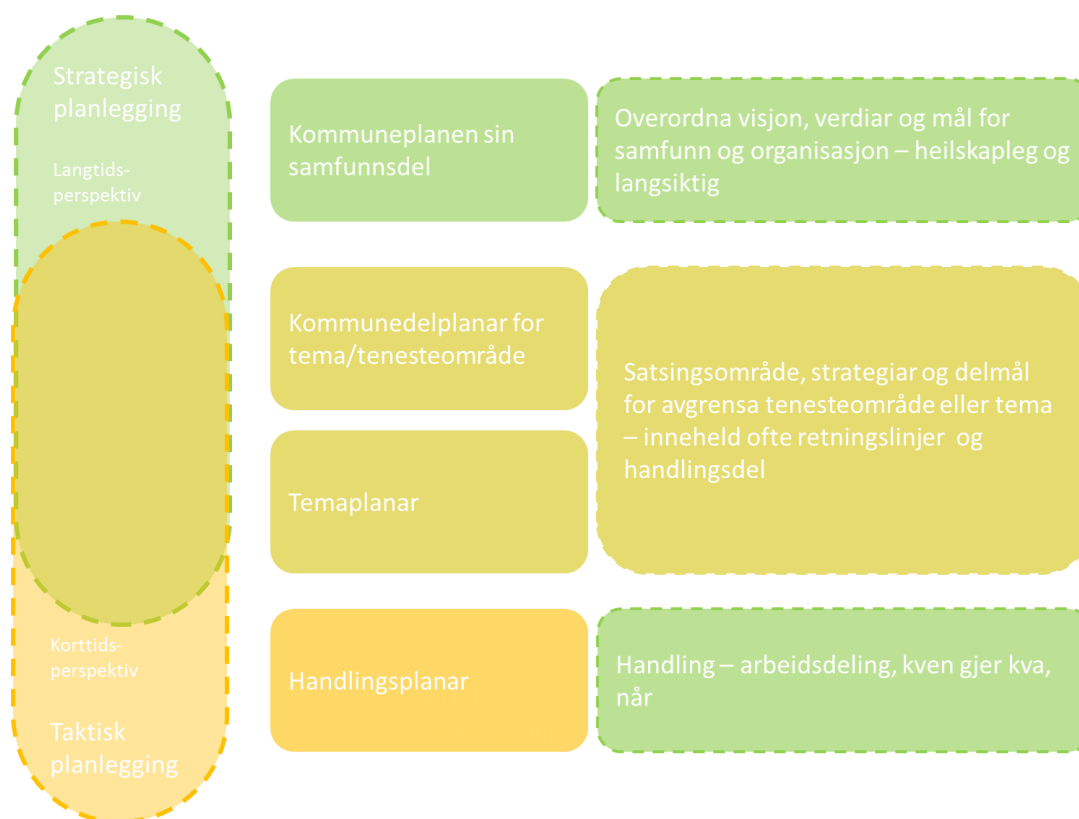 Strategisk
planlegging
Langtids-
perspektiv
Kommuneplanen sin
samfunnsdel
Overordna visjon, verdiar og mål for
samfunn og organisasjon – heilskapleg og
langsiktig
Kommunedelplanar for
tema/tenesteområde
Satsingsområde, strategiar og delmål
for avgrensa tenesteområde eller tema
– inneheld ofte retningslinjer og
handlingsdel
Temaplanar
Korttids-
perspektiv
Taktisk
planlegging
Handlingsplanar
Handling – arbeidsdeling, kven gjer kva,
når